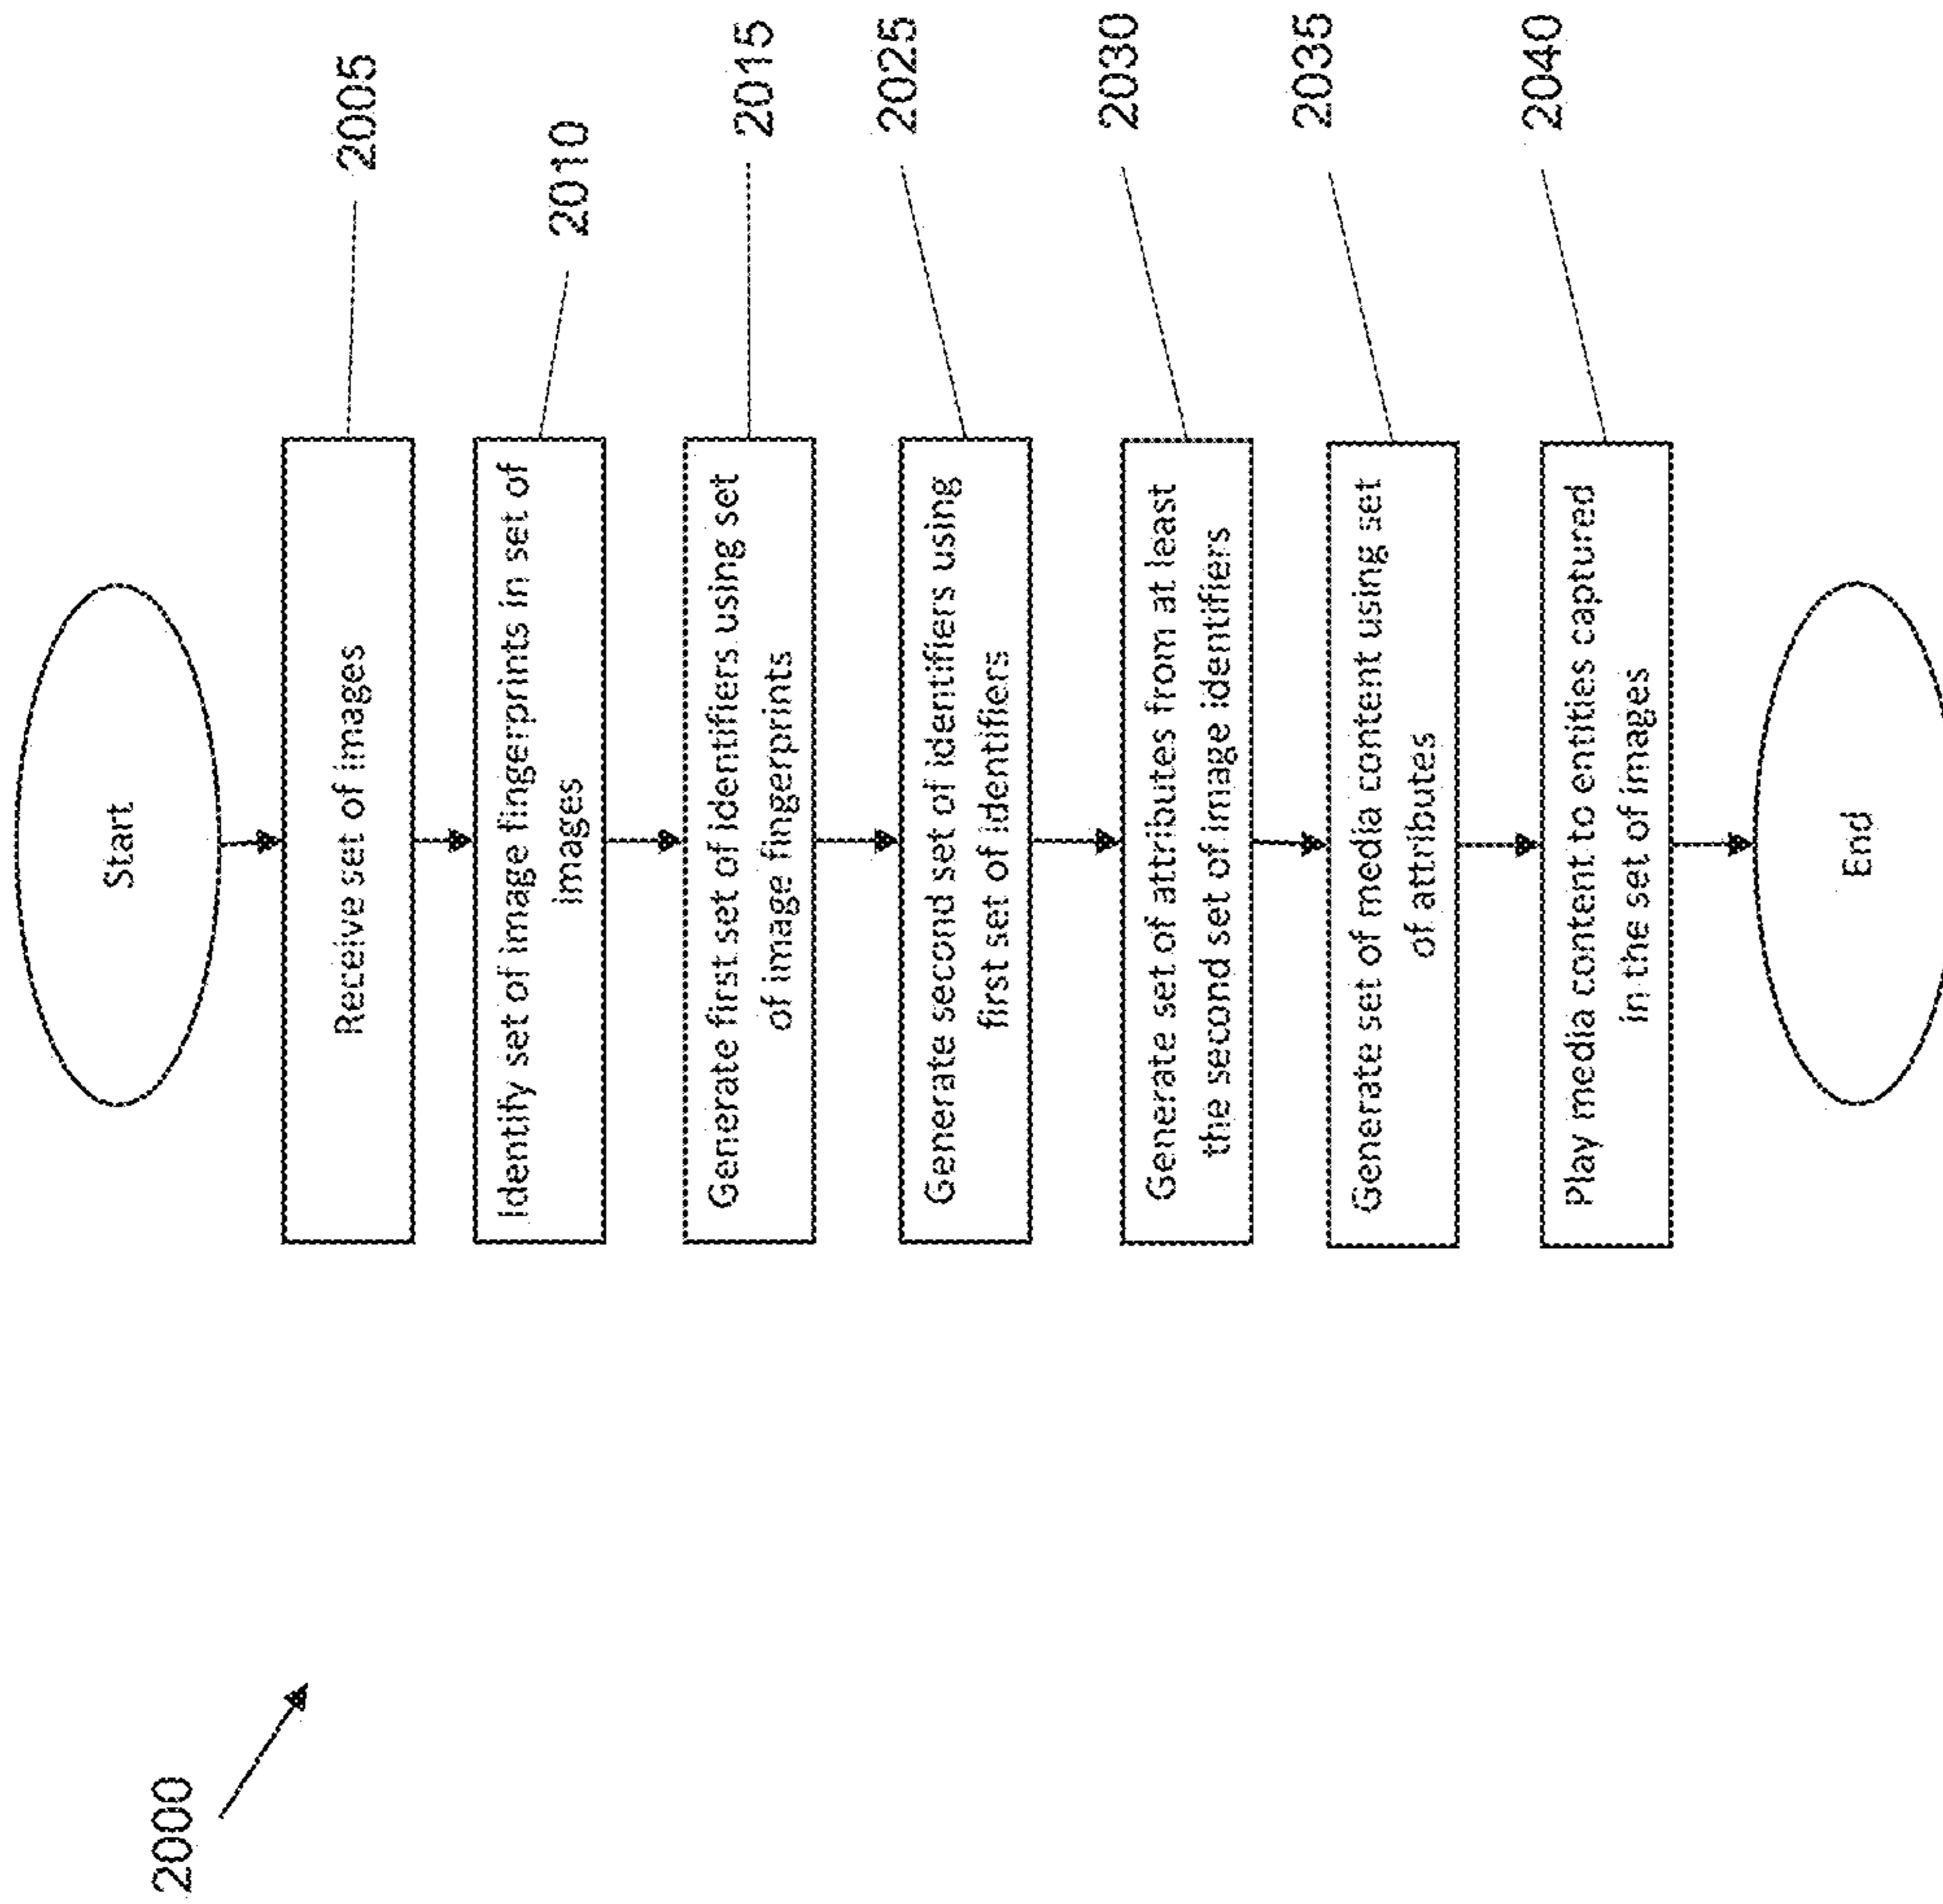 2000
Start
Receive set of images
2005
Identify set of image fingerprints in set of
images
2010
Generate first set of identifiers using set
of image fingerprints
2015
Generate second set of identifiers using
first set of identifiers
2025
Generate set of attributes from at least
the second set of image identifiers
2030
Generate set of media content using set
of attributes
2035
Play media content to entities captured
in the set of images
2040
End